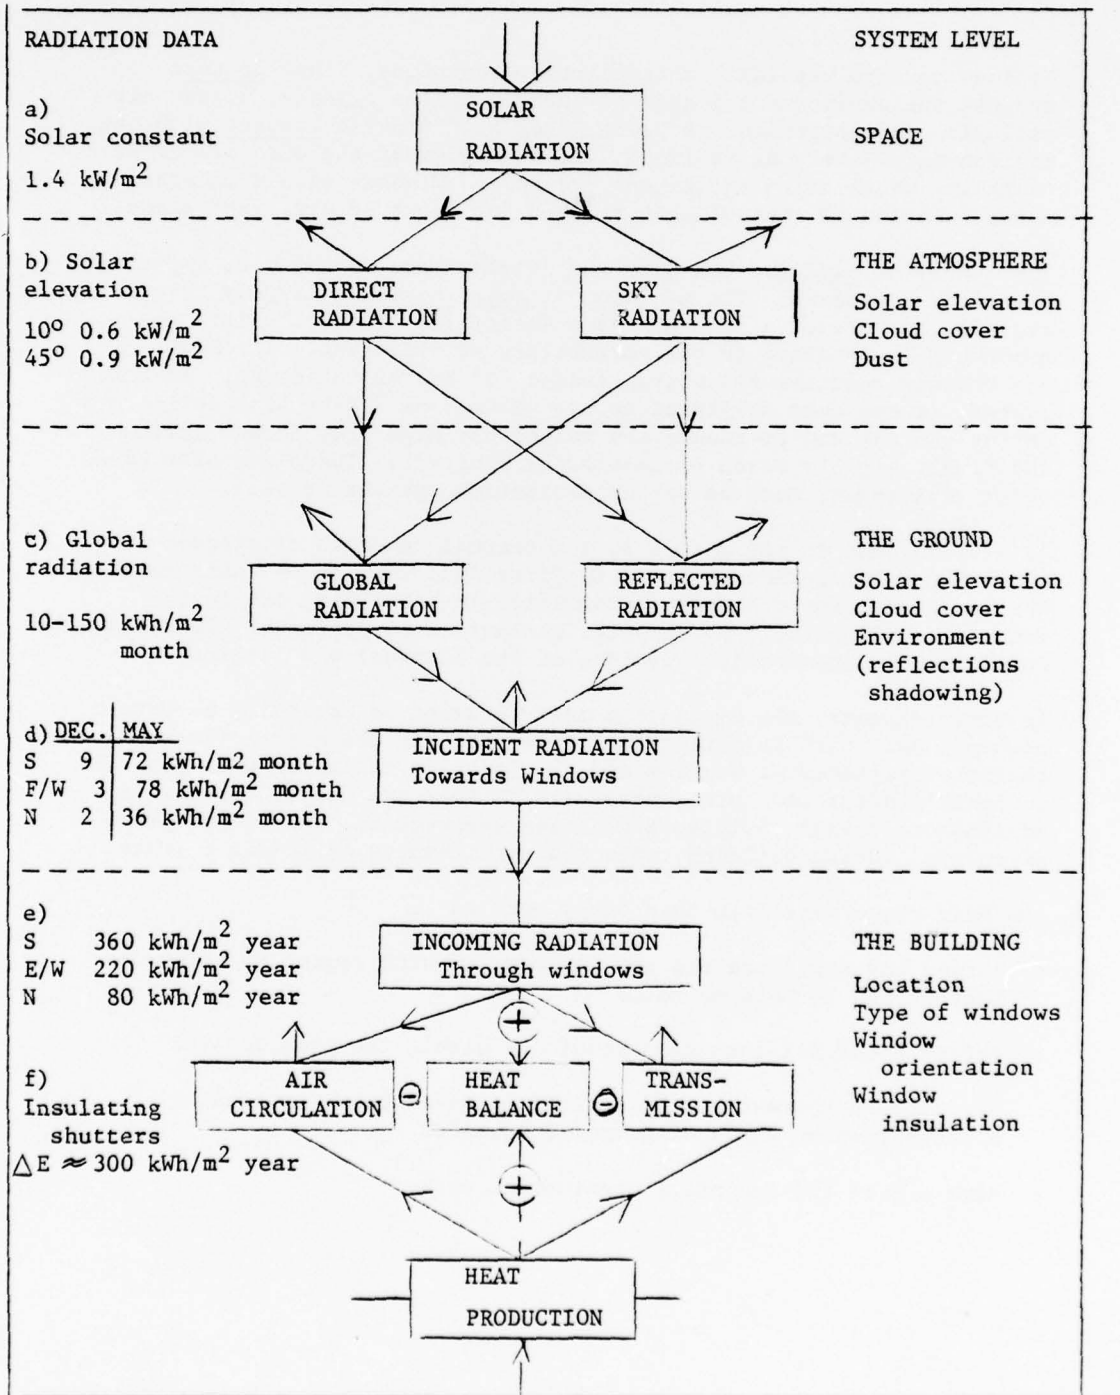 RADIATION DATA
SYSTEM LEVEL
a)
Solar constant
1.4 kW/m²
SOLAR
RADIATION
SPACE
b) Solar
elevation
10° 0.6 kW/m²
45° 0.9 kW/m²
DIRECT
RADIATION
SKY
RADIATION
THE ATMOSPHERE
Solar elevation
Cloud cover
Dust
c) Global
radiation
10-150 kWh/m²
month
GLOBAL
RADIATION
REFLECTED
RADIATION
THE GROUND
Solar elevation
Cloud cover
Environment
(reflections
shadowing)
d) DEC. MAY
S 9 72 kWh/m2 month
F/W 3 78 kWh/m² month
N 2 36 kWh/m² month
INCIDENT RADIATION
Towards Windows
e)
S 360 kWh/m² year
E/W 220 kWh/m² year
N 80 kWh/m² year
INCOMING RADIATION
Through windows
THE BUILDING
Location
Type of windows
Window
orientation
Window
insulation
+
f)
Insulating
shutters
△E ≈ 300 kWh/m² year
AIR
CIRCULATION
-
HEAT
BALANCE
-
TRANS-
MISSION
+
HEAT
PRODUCTION